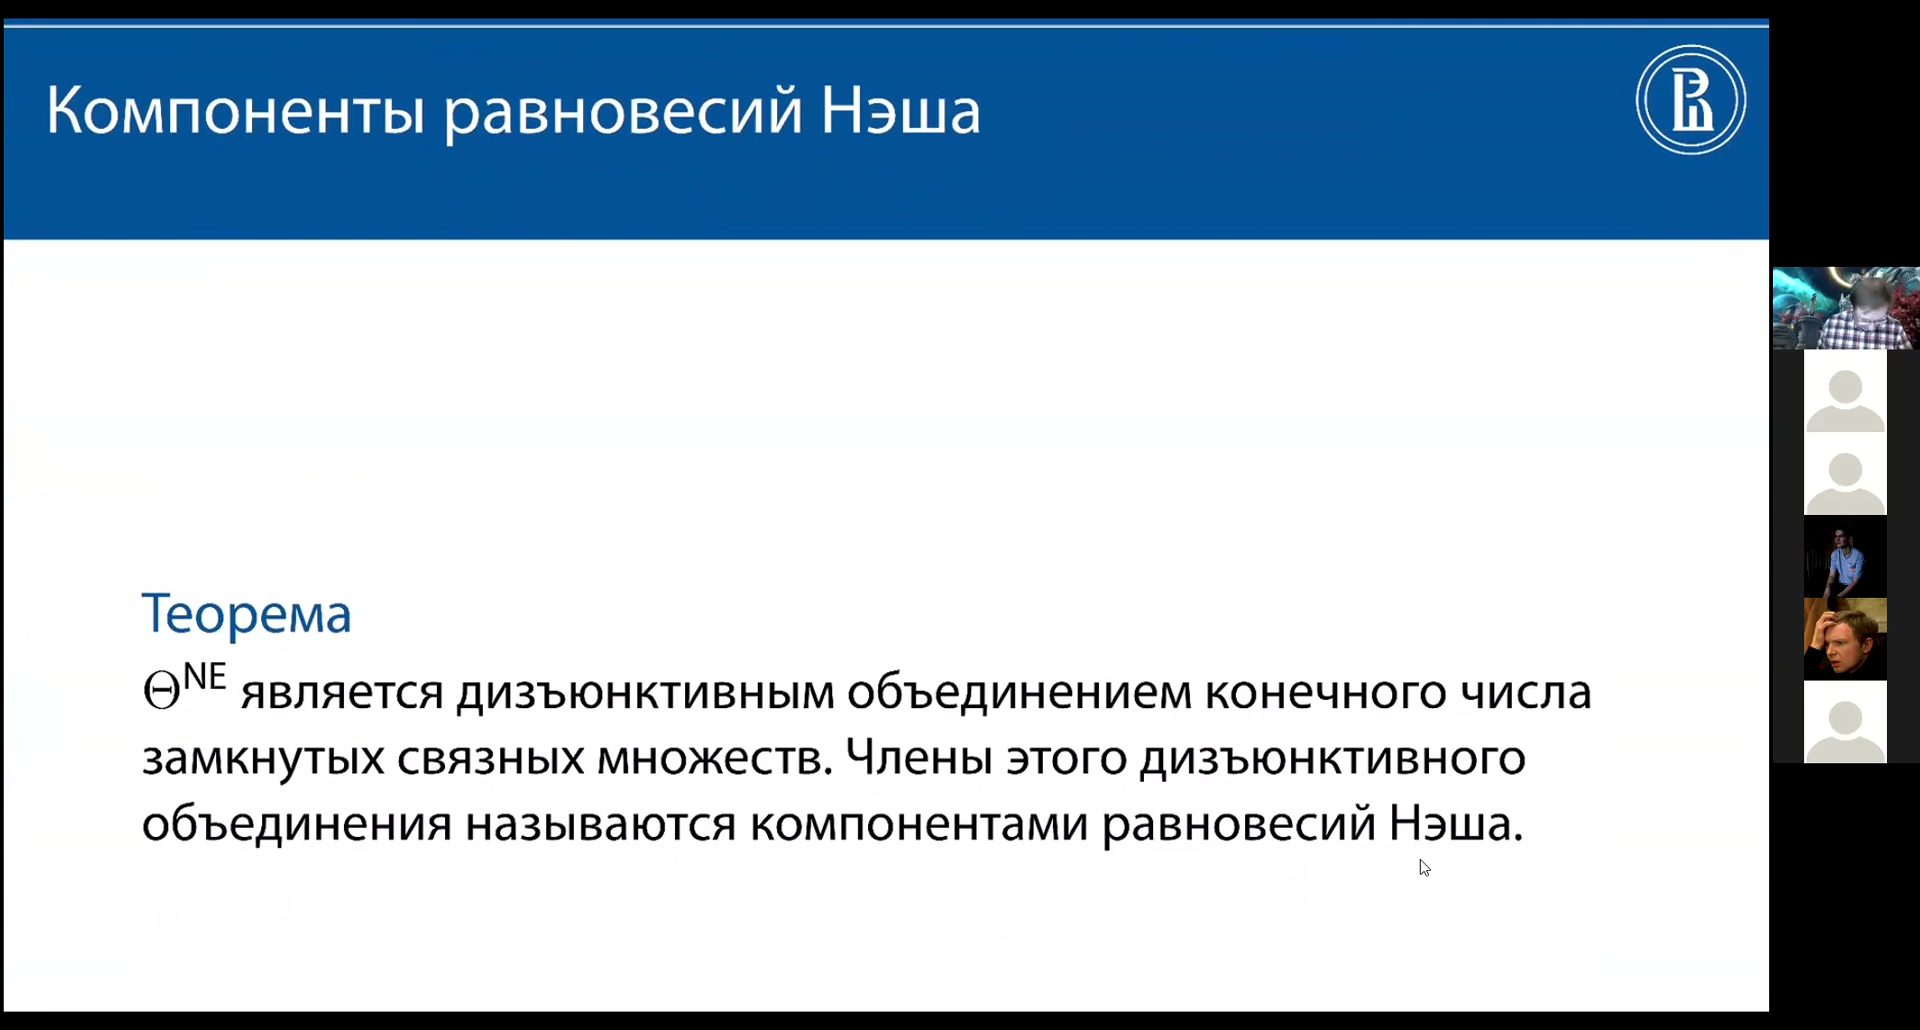 Компоненты равновесий Нэша
Теорема
Θᴺᴱ является дизъюнктивным объединением конечного числа
замкнутых связных множеств. Члены этого дизъюнктивного
объединения называются компонентами равновесий Нэша.